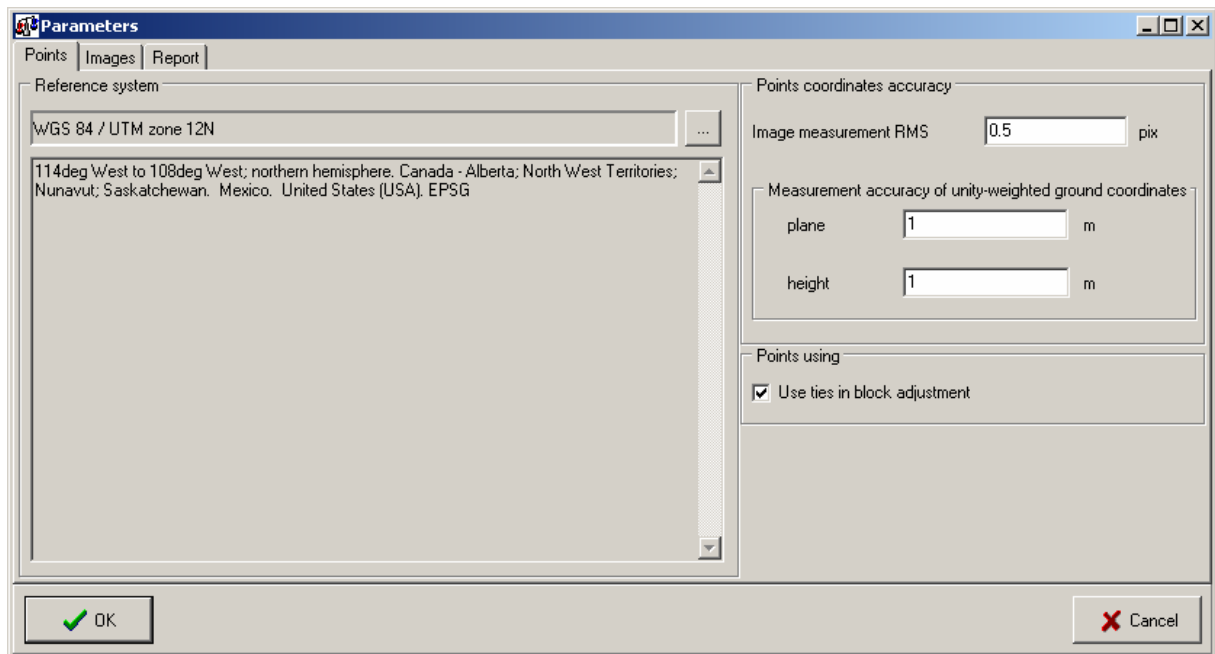 Parameters
Points
Images
Report
Reference system
WGS 84 / UTM zone 12N
...
114deg West to 108deg West; northern hemisphere. Canada - Alberta; North West Territories;
Nunavut; Saskatchewan.  Mexico.  United States (USA). EPSG
Points coordinates accuracy
Image measurement RMS 0.5 pix
Measurement accuracy of unity-weighted ground coordinates
plane 1 m
height 1 m
Points using
Use ties in block adjustment
OK
Cancel